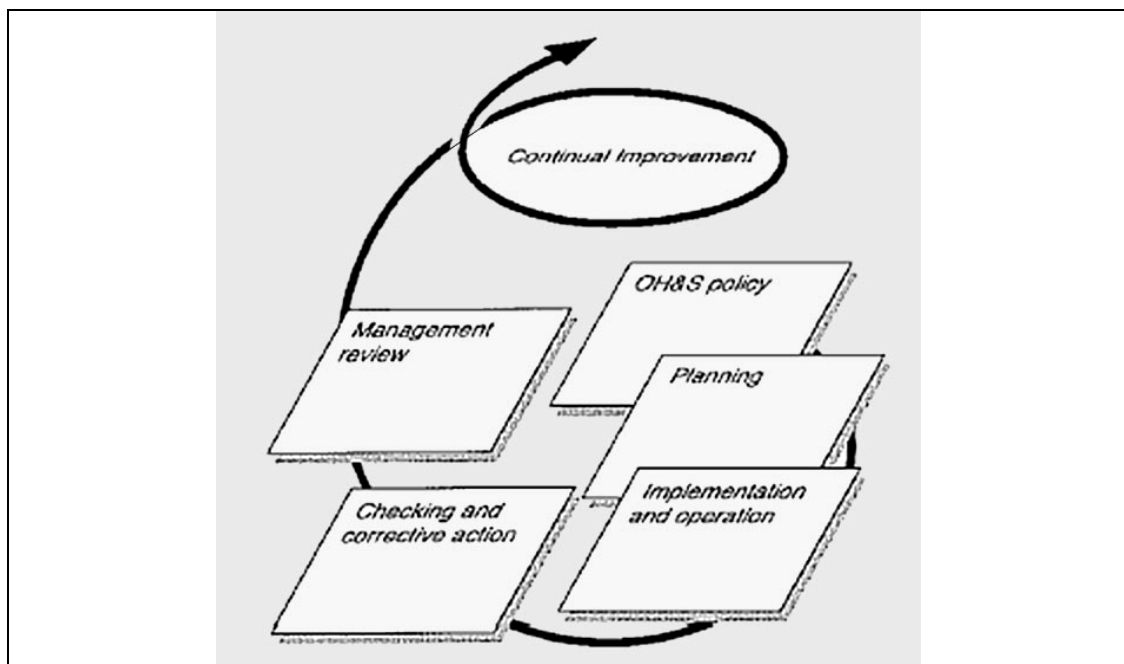 Continual Improvement
OH&S policy
Management
review
Planning
Implementation
and operation
Checking and
corrective action